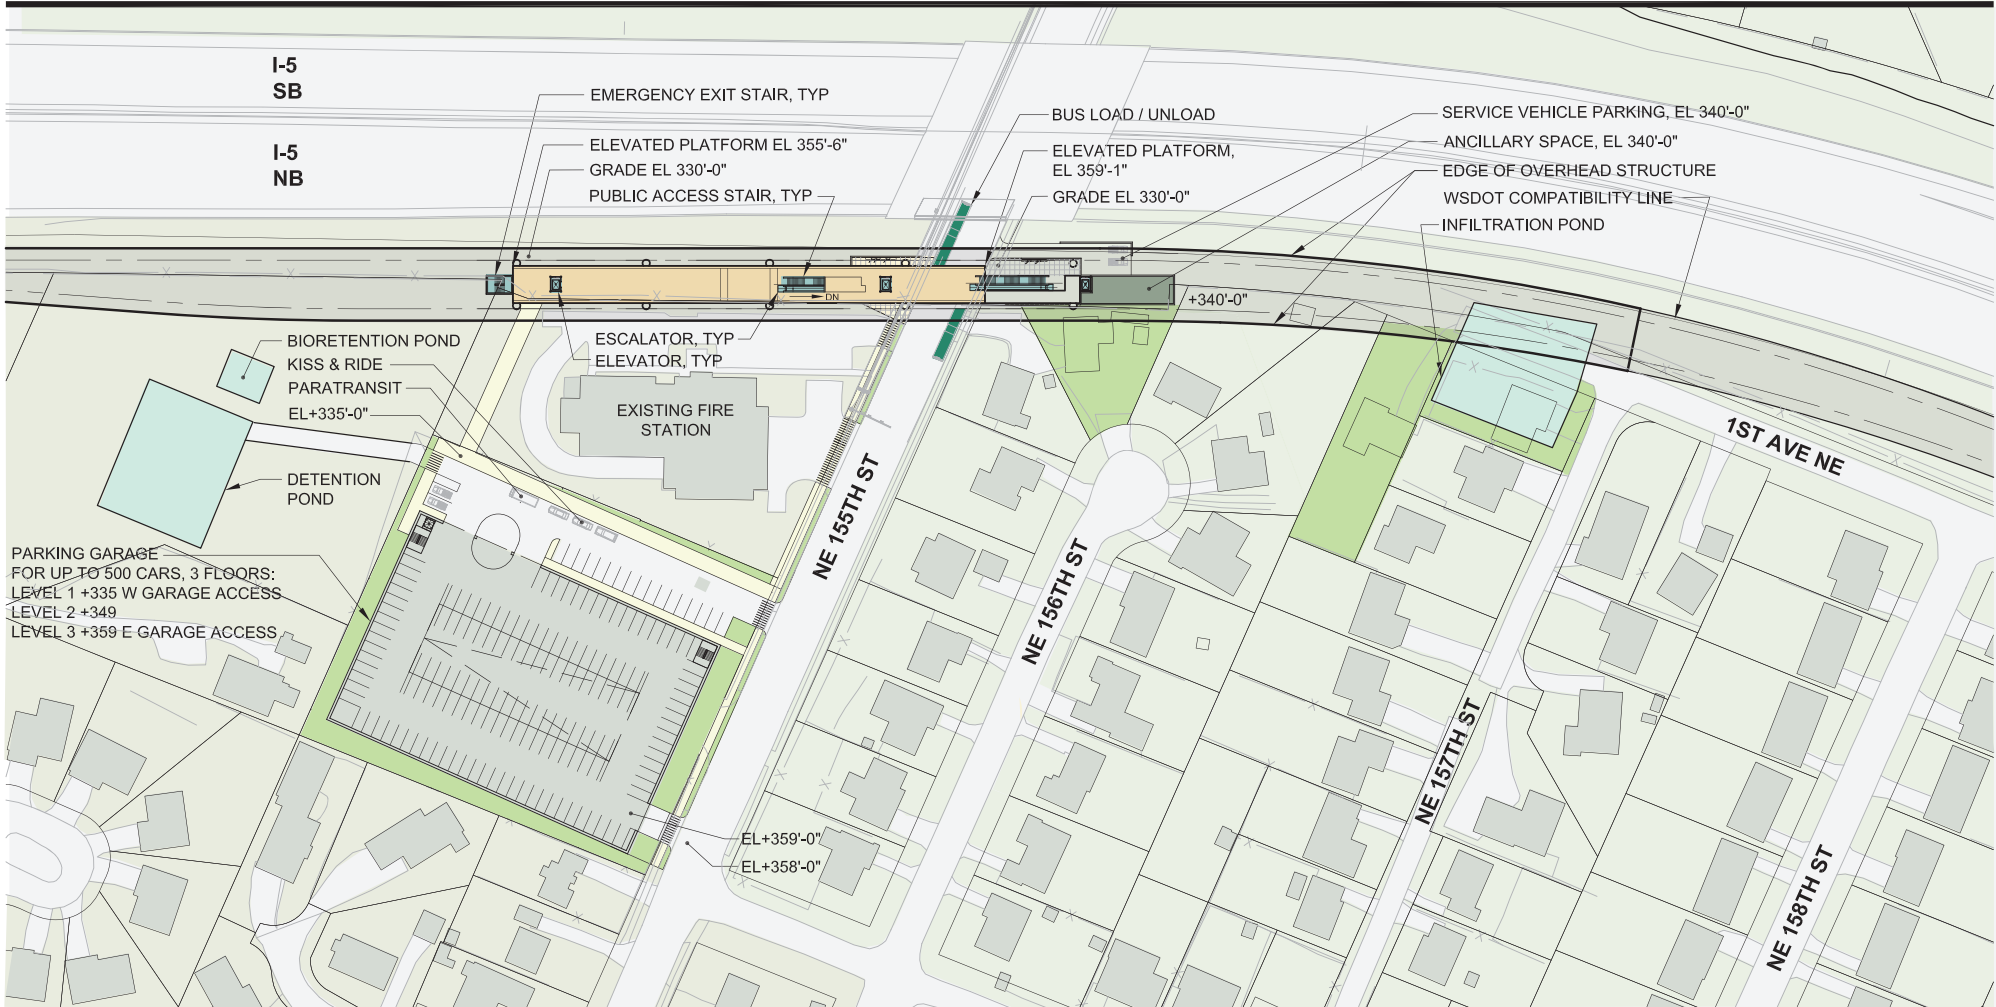 I-5
SB
I-5
NB
EMERGENCY EXIT STAIR, TYP
ELEVATED PLATFORM EL 355'-6"
GRADE EL 330'-0"
PUBLIC ACCESS STAIR, TYP
BUS LOAD / UNLOAD
ELEVATED PLATFORM,
EL 359'-1"
GRADE EL 330'-0"
SERVICE VEHICLE PARKING, EL 340'-0"
ANCILLARY SPACE, EL 340'-0"
EDGE OF OVERHEAD STRUCTURE
WSDOT COMPATIBILITY LINE
INFILTRATION POND
DN
+340'-0"
ESCALATOR, TYP
ELEVATOR, TYP
BIORETENTION POND
KISS & RIDE
PARATRANSIT
EL+335'-0"
EXISTING FIRE
STATION
DETENTION
POND
PARKING GARAGE
FOR UP TO 500 CARS, 3 FLOORS:
LEVEL 1 +335 W GARAGE ACCESS
LEVEL 2 +349
LEVEL 3 +359 E GARAGE ACCESS
EL+359'-0"
EL+358'-0"
NE 155TH ST
NE 156TH ST
NE 157TH ST
NE 158TH ST
1ST AVE NE